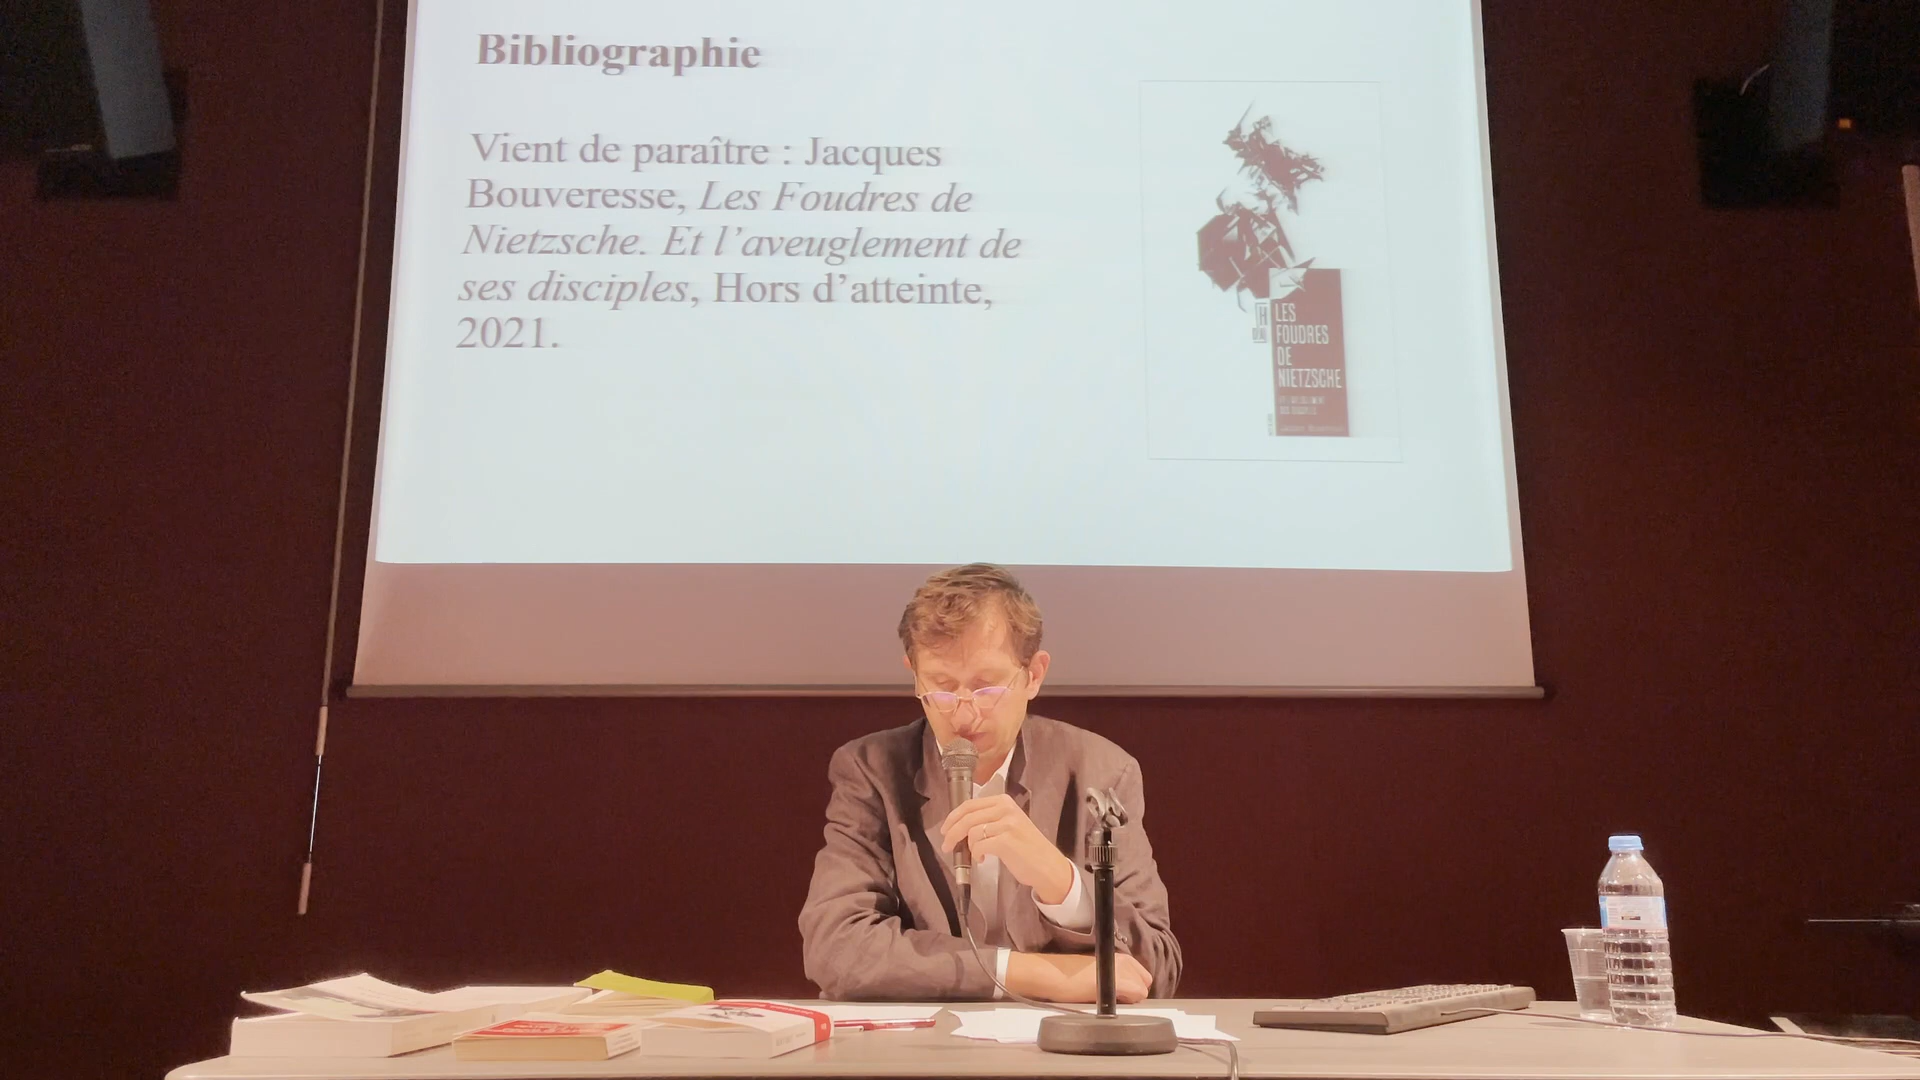 Bibliographie
Vient de paraître : Jacques
Bouveresse, Les Foudres de
Nietzsche. Et l’aveuglement de
ses disciples, Hors d’atteinte,
2021.
LES
FOUDRES
DE
NIETZSCHE